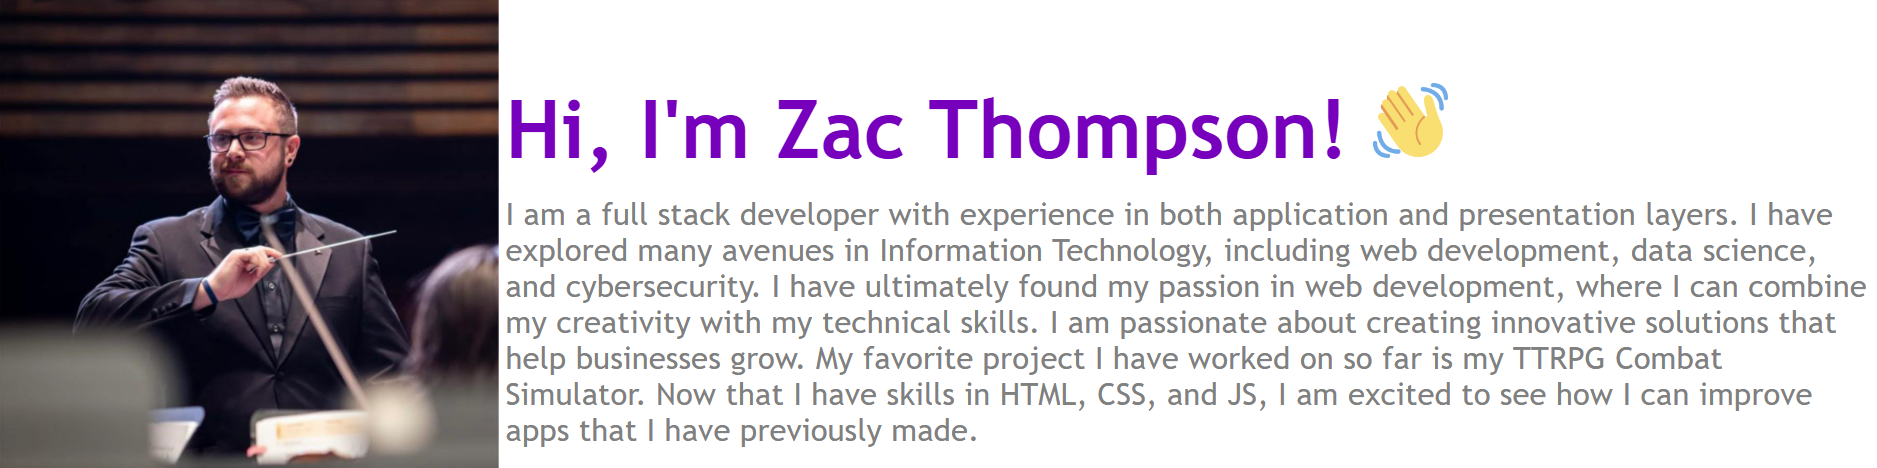 Hi, I'm Zac Thompson! 👋
I am a full stack developer with experience in both application and presentation layers. I have
explored many avenues in Information Technology, including web development, data science,
and cybersecurity. I have ultimately found my passion in web development, where I can combine
my creativity with my technical skills. I am passionate about creating innovative solutions that
help businesses grow. My favorite project I have worked on so far is my TTRPG Combat
Simulator. Now that I have skills in HTML, CSS, and JS, I am excited to see how I can improve
apps that I have previously made.